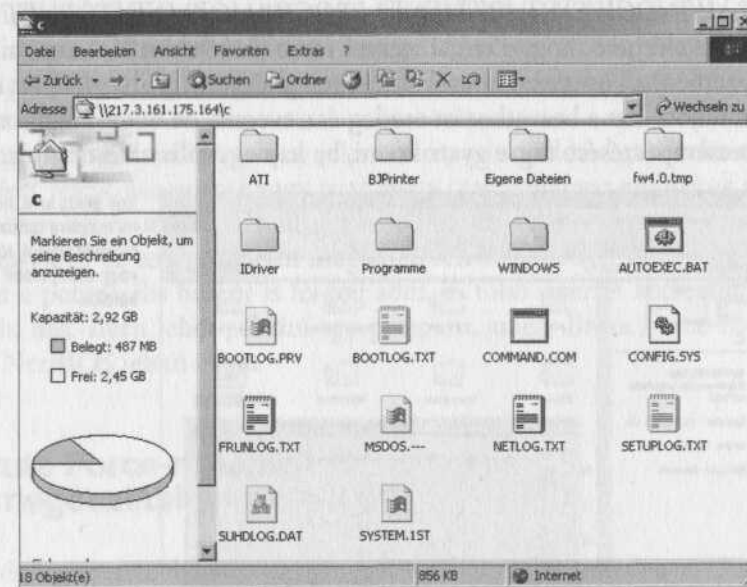 c
Datei Bearbeiten Ansicht Favoriten Extras ?
Zurück Suchen Ordner
Adresse \\217.3.161.175.164\c Wechseln zu
ATI BJPrinter Eigene Dateien fw4.0.tmp
c
Markieren Sie ein Objekt, um
seine Beschreibung
anzuzeigen.
IDriver Programme WINDOWS AUTOEXEC.BAT
Kapazität: 2,92 GB
Belegt: 487 MB
Frei: 2,45 GB
BOOTLOG.PRV BOOTLOG.TXT COMMAND.COM CONFIG.SYS
FRUNLOG.TXT MSDOS.--- NETLOG.TXT SETUPLOG.TXT
SUHDLOG.DAT SYSTEM.1ST
18 Objekt(e) 856 KB Internet